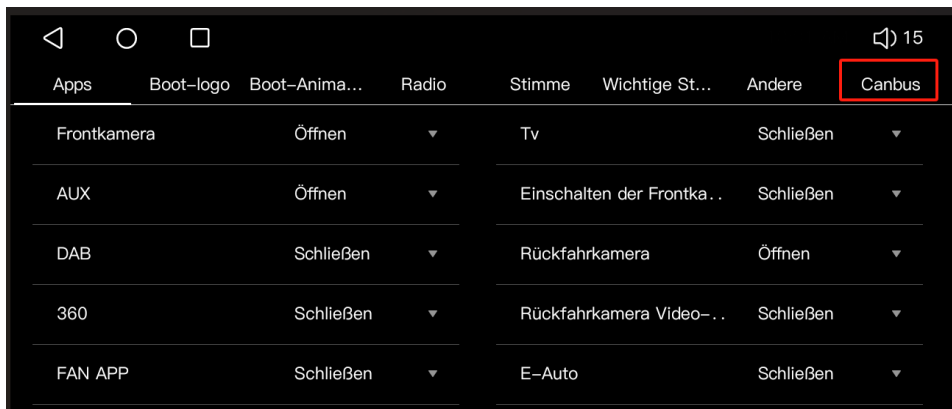 15
Apps Boot-logo Boot-Anima... Radio Stimme Wichtige St... Andere Canbus
Frontkamera Öffnen Tv Schließen
AUX Öffnen Einschalten der Frontka.. Schließen
DAB Schließen Rückfahrkamera Öffnen
360 Schließen Rückfahrkamera Video-.. Schließen
FAN APP Schließen E-Auto Schließen